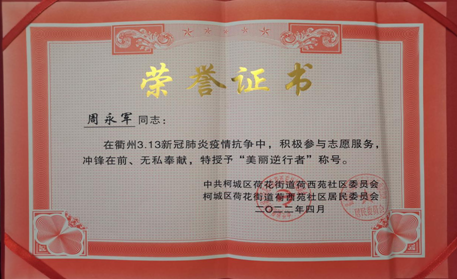 荣誉证书
周永军同志：
在衢州3.13新冠肺炎疫情抗争中，积极参与志愿服务，
冲锋在前、无私奉献，特授予“美丽逆行者”称号。
中共柯城区荷花街道荷西苑社区委员会
柯城区荷花街道荷西苑社区居民委员会
二〇二二年四月